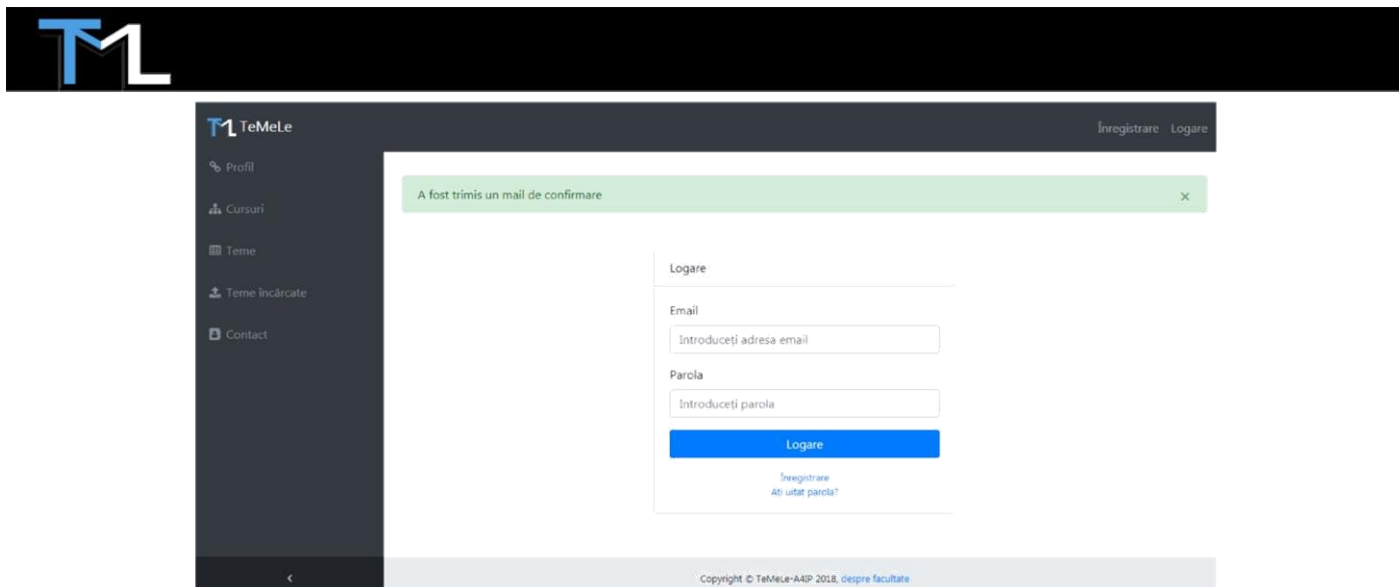 TML
TeMeLe
Înregistrare Logare
Profil
Cursuri
Teme
Teme încărcate
Contact
A fost trimis un mail de confirmare
×
Logare
Email
Introduceți adresa email
Parola
Introduceți parola
Logare
Înregistrare
Ati uitat parola?
Copyright © TeMeLe-A4IP 2018, despre facultate